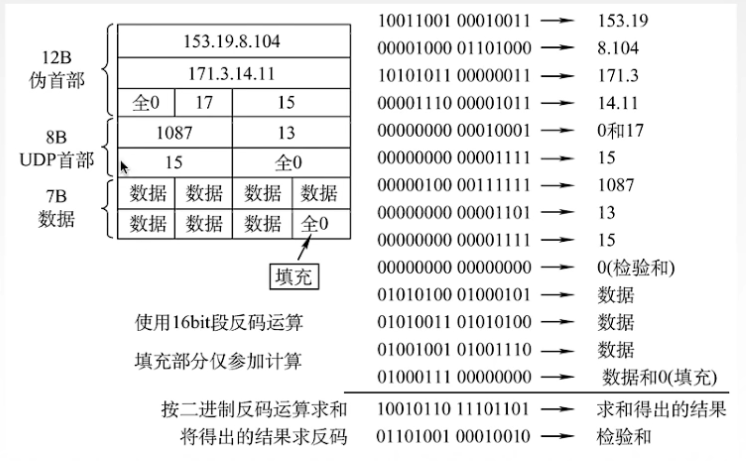 12B
伪首部
153.19.8.104
171.3.14.11
全0 17 15
8B
UDP首部
1087 13
15 全0
7B
数据
数据 数据 数据 数据
数据 数据 数据 全0
填充
使用16bit段反码运算
填充部分仅参加计算
10011001 00010011 → 153.19
00001000 01101000 → 8.104
10101011 00000011 → 171.3
00001110 00001011 → 14.11
00000000 00010001 → 0和17
00000000 00001111 → 15
00000100 00111111 → 1087
00000000 00001101 → 13
00000000 00001111 → 15
00000000 00000000 → 0(检验和)
01010100 01000101 → 数据
01010011 01010100 → 数据
01001001 01001110 → 数据
01000111 00000000 → 数据和0(填充)
按二进制反码运算求和 10010110 11101101 → 求和得出的结果
将得出的结果求反码 01101001 00010010 → 检验和